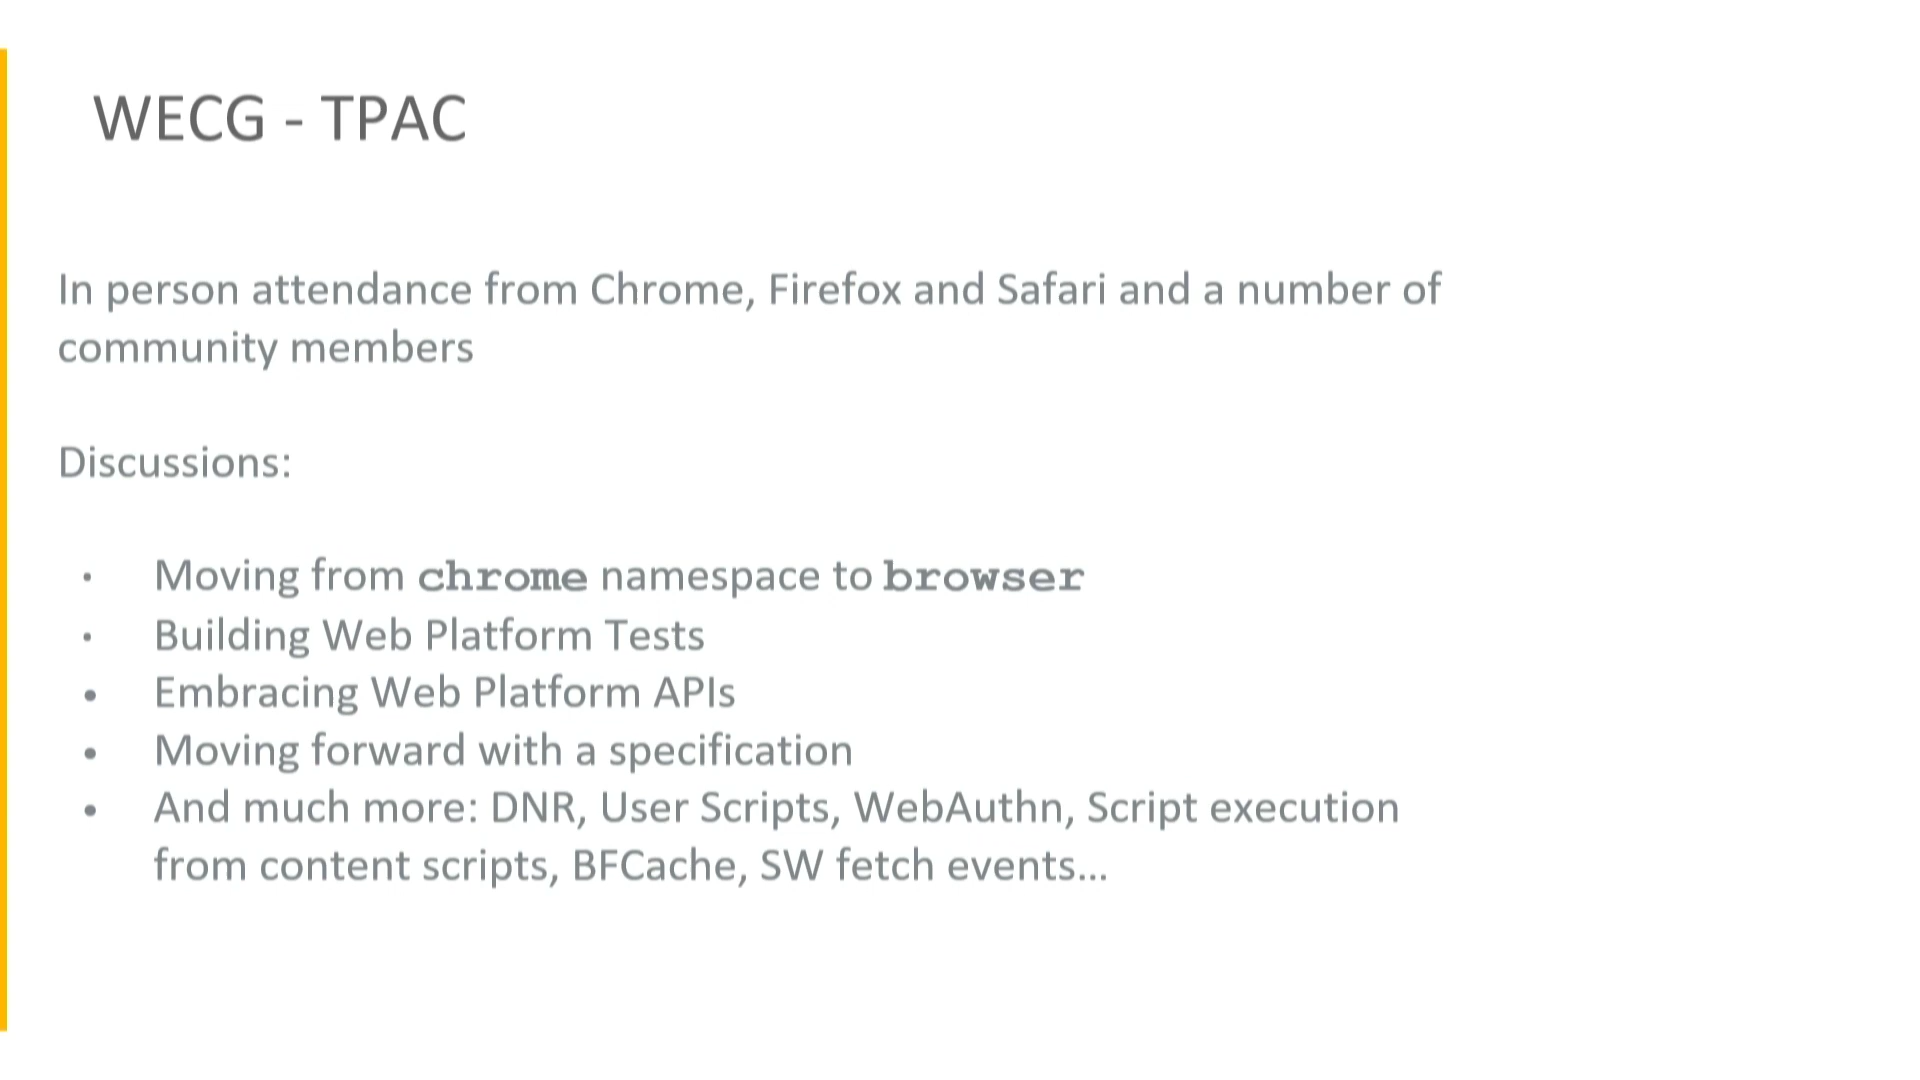 WECG - TPAC
In person attendance from Chrome, Firefox and Safari and a number of
community members
Discussions:
• Moving from chrome namespace to browser
• Building Web Platform Tests
• Embracing Web Platform APIs
• Moving forward with a specification
• And much more: DNR, User Scripts, WebAuthn, Script execution
from content scripts, BFCache, SW fetch events...